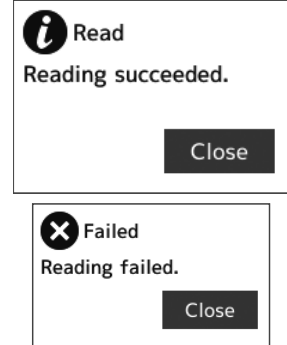 Read
Reading succeeded.
Close
Failed
Reading failed.
Close